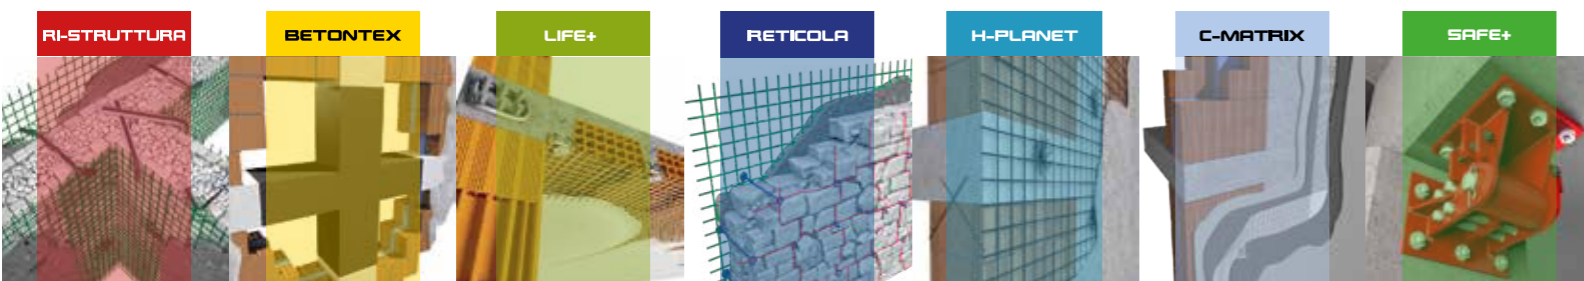 RI-STRUTTURA
BETONTEX
LIFE+
RETICOLA
H-PLANET
C-MATRIX
SAFE+